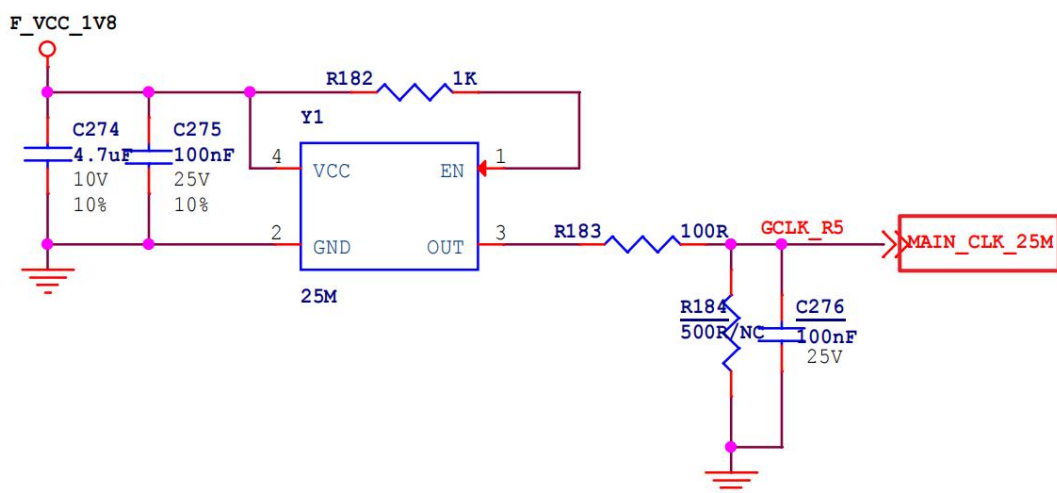 F_VCC_1V8
R182 1K
Y1
C274
4.7uF
10V
10%
C275
100nF
25V
10%
4
VCC
EN
1
2
GND
OUT
3
25M
R183 100R
GCLK_R5
MAIN_CLK_25M
R184
500R/NC
C276
100nF
25V